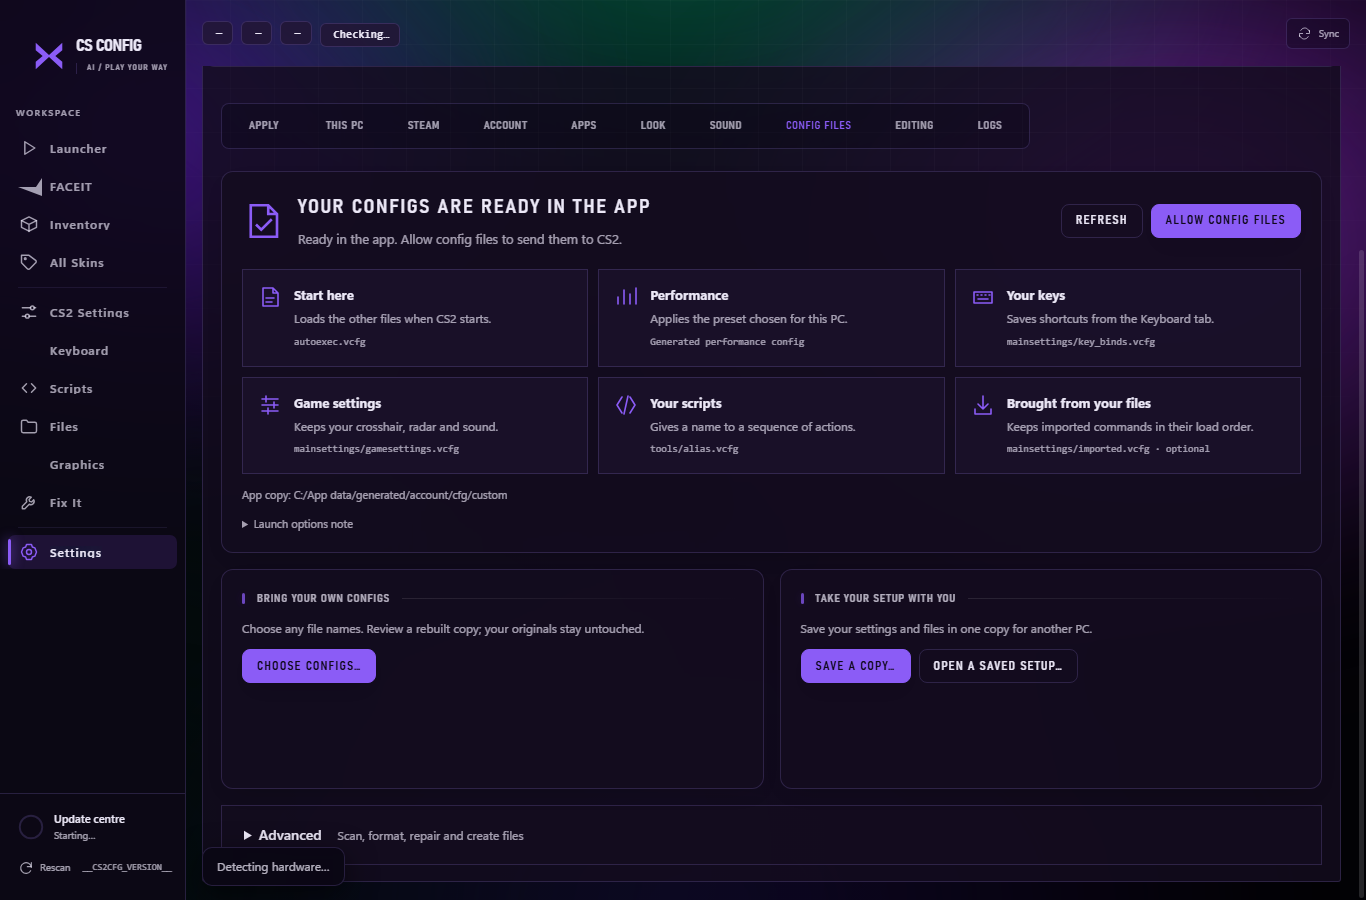 CS CONFIG
AI / PLAY YOUR WAY
WORKSPACE
Launcher
FACEIT
Inventory
All Skins
CS2 Settings
Keyboard
Scripts
Files
Graphics
Fix It
Settings
Update centre
Starting…
Rescan
__CS2CFG_VERSION__
— — — Checking…
Sync
APPLY THIS PC STEAM ACCOUNT APPS LOOK SOUND CONFIG FILES EDITING LOGS
YOUR CONFIGS ARE READY IN THE APP
Ready in the app. Allow config files to send them to CS2.
REFRESH
ALLOW CONFIG FILES
Start here
Loads the other files when CS2 starts.
autoexec.vcfg
Performance
Applies the preset chosen for this PC.
Generated performance config
Your keys
Saves shortcuts from the Keyboard tab.
mainsettings/key_binds.vcfg
Game settings
Keeps your crosshair, radar and sound.
mainsettings/gamesettings.vcfg
Your scripts
Gives a name to a sequence of actions.
tools/alias.vcfg
Brought from your files
Keeps imported commands in their load order.
mainsettings/imported.vcfg · optional
App copy: C:/App data/generated/account/cfg/custom
Launch options note
BRING YOUR OWN CONFIGS
Choose any file names. Review a rebuilt copy; your originals stay untouched.
CHOOSE CONFIGS…
TAKE YOUR SETUP WITH YOU
Save your settings and files in one copy for another PC.
SAVE A COPY…
OPEN A SAVED SETUP…
Advanced Scan, format, repair and create files
Detecting hardware…